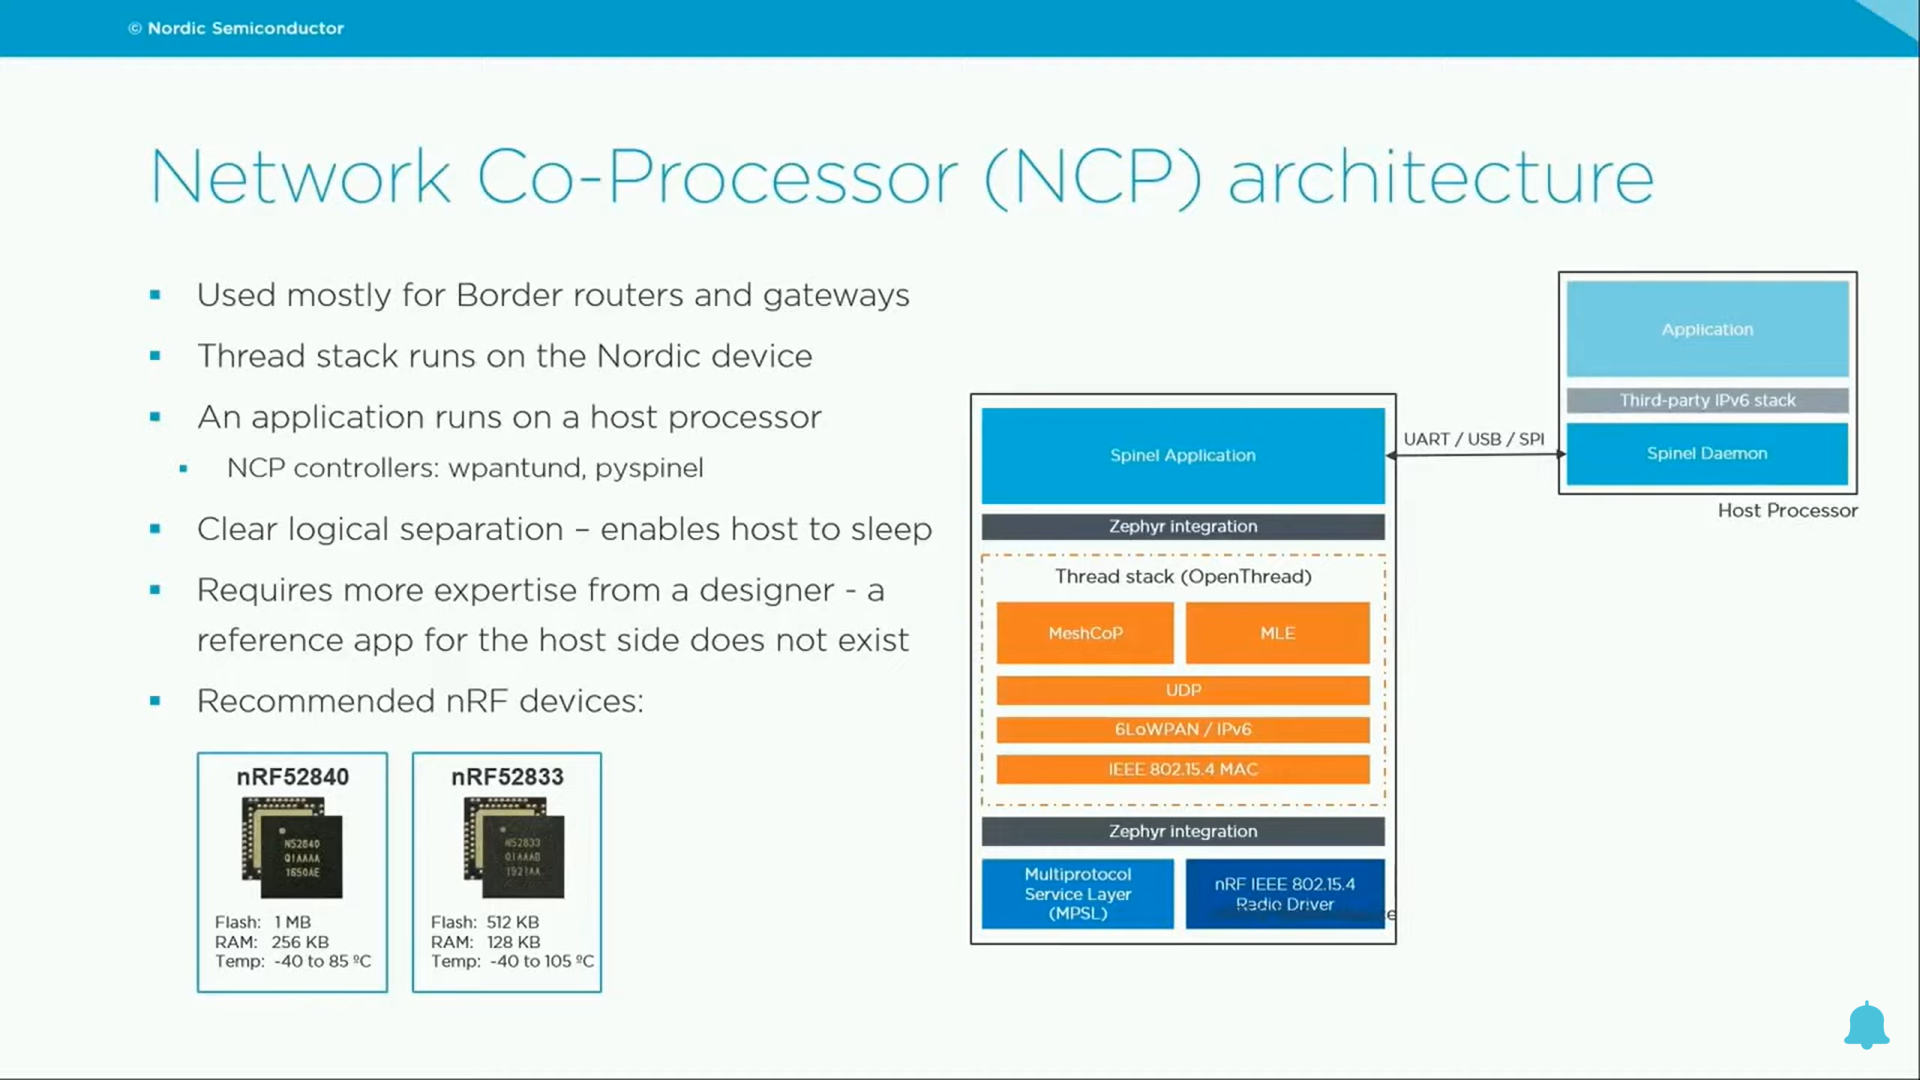 © Nordic Semiconductor
Network Co-Processor (NCP) architecture
Used mostly for Border routers and gateways
Thread stack runs on the Nordic device
An application runs on a host processor
NCP controllers: wpantund, pyspinel
Clear logical separation – enables host to sleep
Requires more expertise from a designer - a
reference app for the host side does not exist
Recommended nRF devices:
nRF52840
N52840
QIAAAA
1650AE
Flash: 1 MB
RAM: 256 KB
Temp: -40 to 85 ºC
nRF52833
N52833
QIAAAB
1921AA
Flash: 512 KB
RAM: 128 KB
Temp: -40 to 105 ºC
Spinel Application
Zephyr integration
Thread stack (OpenThread)
MeshCoP
MLE
UDP
6LoWPAN / IPv6
IEEE 802.15.4 MAC
Zephyr integration
Multiprotocol
Service Layer
(MPSL)
nRF IEEE 802.15.4
Radio Driver
UART / USB / SPI
Application
Third-party IPv6 stack
Spinel Daemon
Host Processor